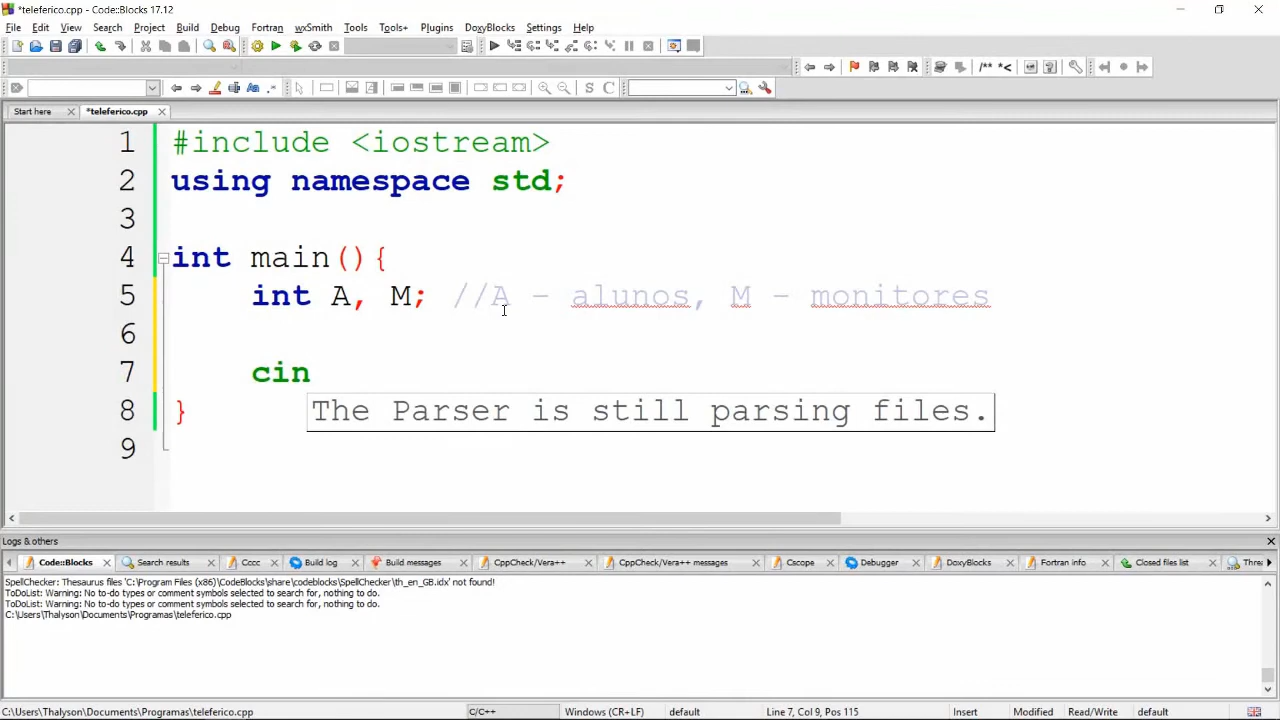 *teleferico.cpp - Code::Blocks 17.12
File Edit View Search Project Build Debug Fortran wxSmith Tools Tools+ Plugins DoxyBlocks Settings Help
/** *<
S C
Start here *teleferico.cpp
1 #include <iostream>
2 using namespace std;
3
4 int main(){
5 int A, M; //A - alunos, M - monitores
6
7 cin
8 }
The Parser is still parsing files.
9
Logs & others
Code::Blocks Search results Cccc Build log Build messages CppCheck/Vera++ CppCheck/Vera++ messages Cscope Debugger DoxyBlocks Fortran info Closed files list Threa
SpellChecker: Thesaurus files 'C:\Program Files (x86)\CodeBlocks\share\codeblocks\SpellChecker\th_en_GB.idx' not found!
ToDoList: Warning: No to-do types or comment symbols selected to search for, nothing to do.
ToDoList: Warning: No to-do types or comment symbols selected to search for, nothing to do.
C:\Users\Thalyson\Documents\Programas\teleferico.cpp
C:\Users\Thalyson\Documents\Programas\teleferico.cpp C/C++ Windows (CR+LF) default Line 7, Col 9, Pos 115 Insert Modified Read/Write default